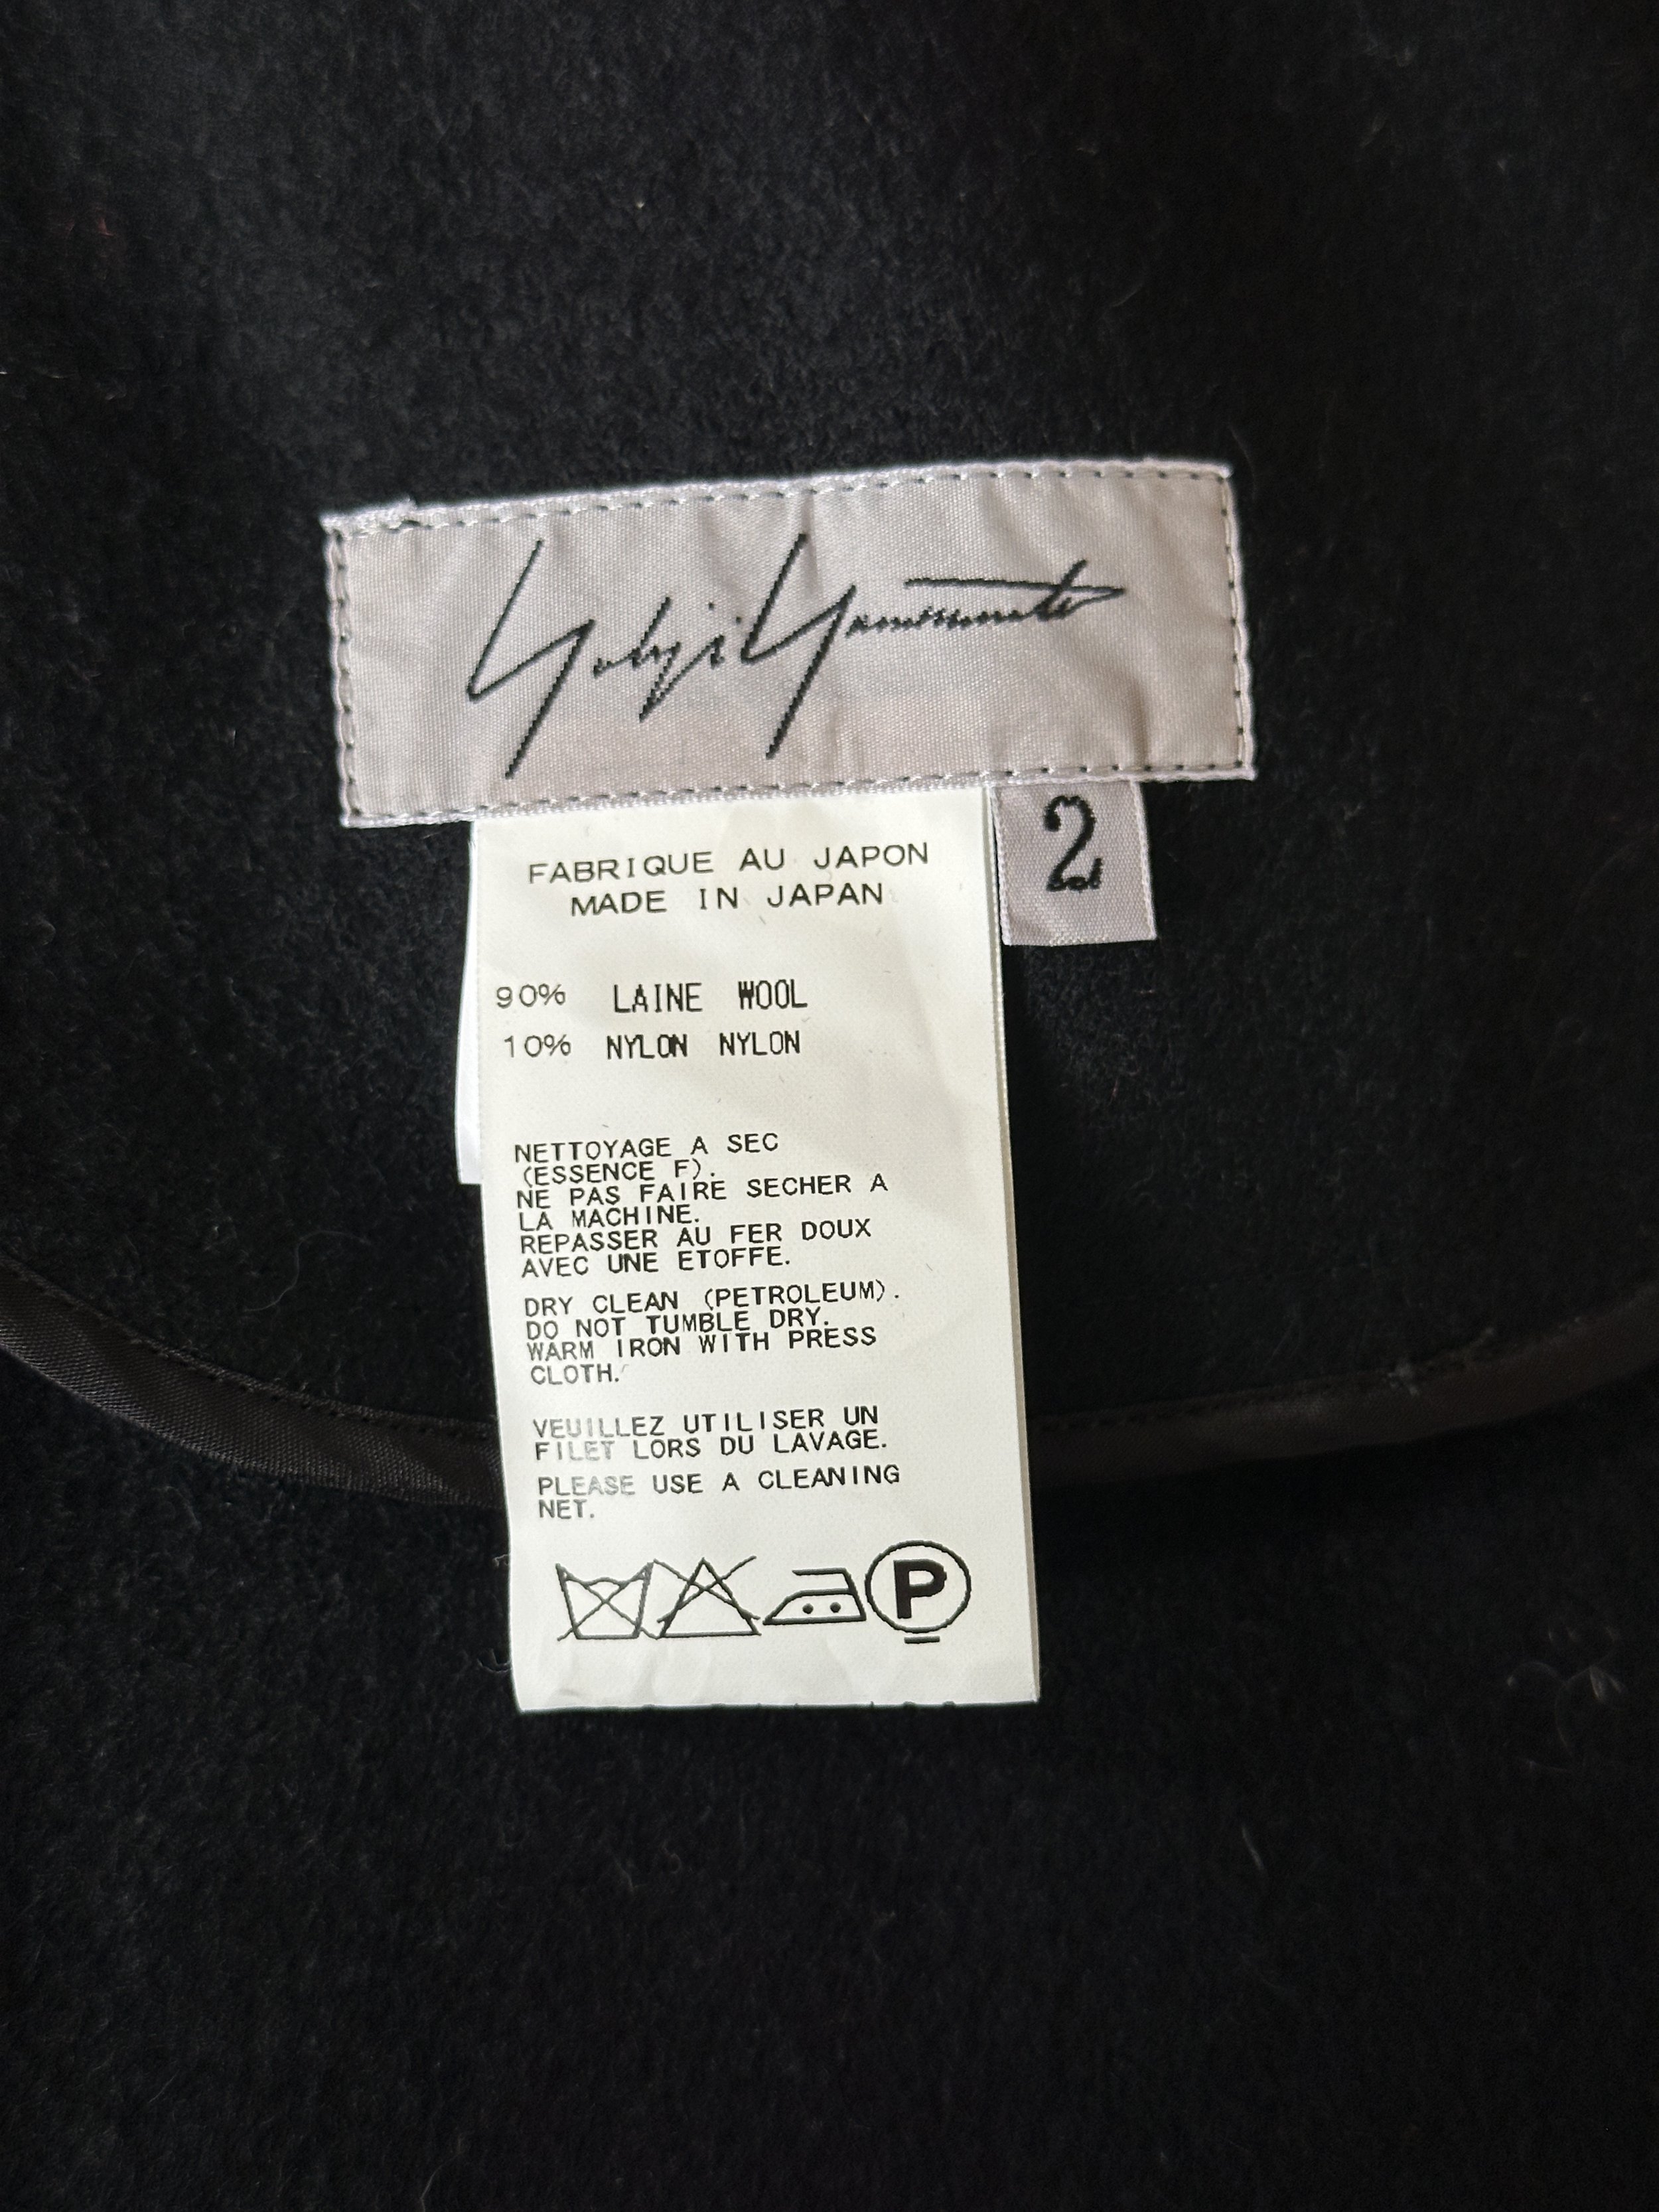 Yohji Yamamoto
2
FABRIQUE AU JAPON
MADE IN JAPAN
90% LAINE WOOL
10% NYLON NYLON
NETTOYAGE A SEC
(ESSENCE F).
NE PAS FAIRE SECHER A
LA MACHINE.
REPASSER AU FER DOUX
AVEC UNE ETOFFE.
DRY CLEAN (PETROLEUM).
DO NOT TUMBLE DRY.
WARM IRON WITH PRESS
CLOTH.
VEUILLEZ UTILISER UN
FILET LORS DU LAVAGE.
PLEASE USE A CLEANING
NET.
P